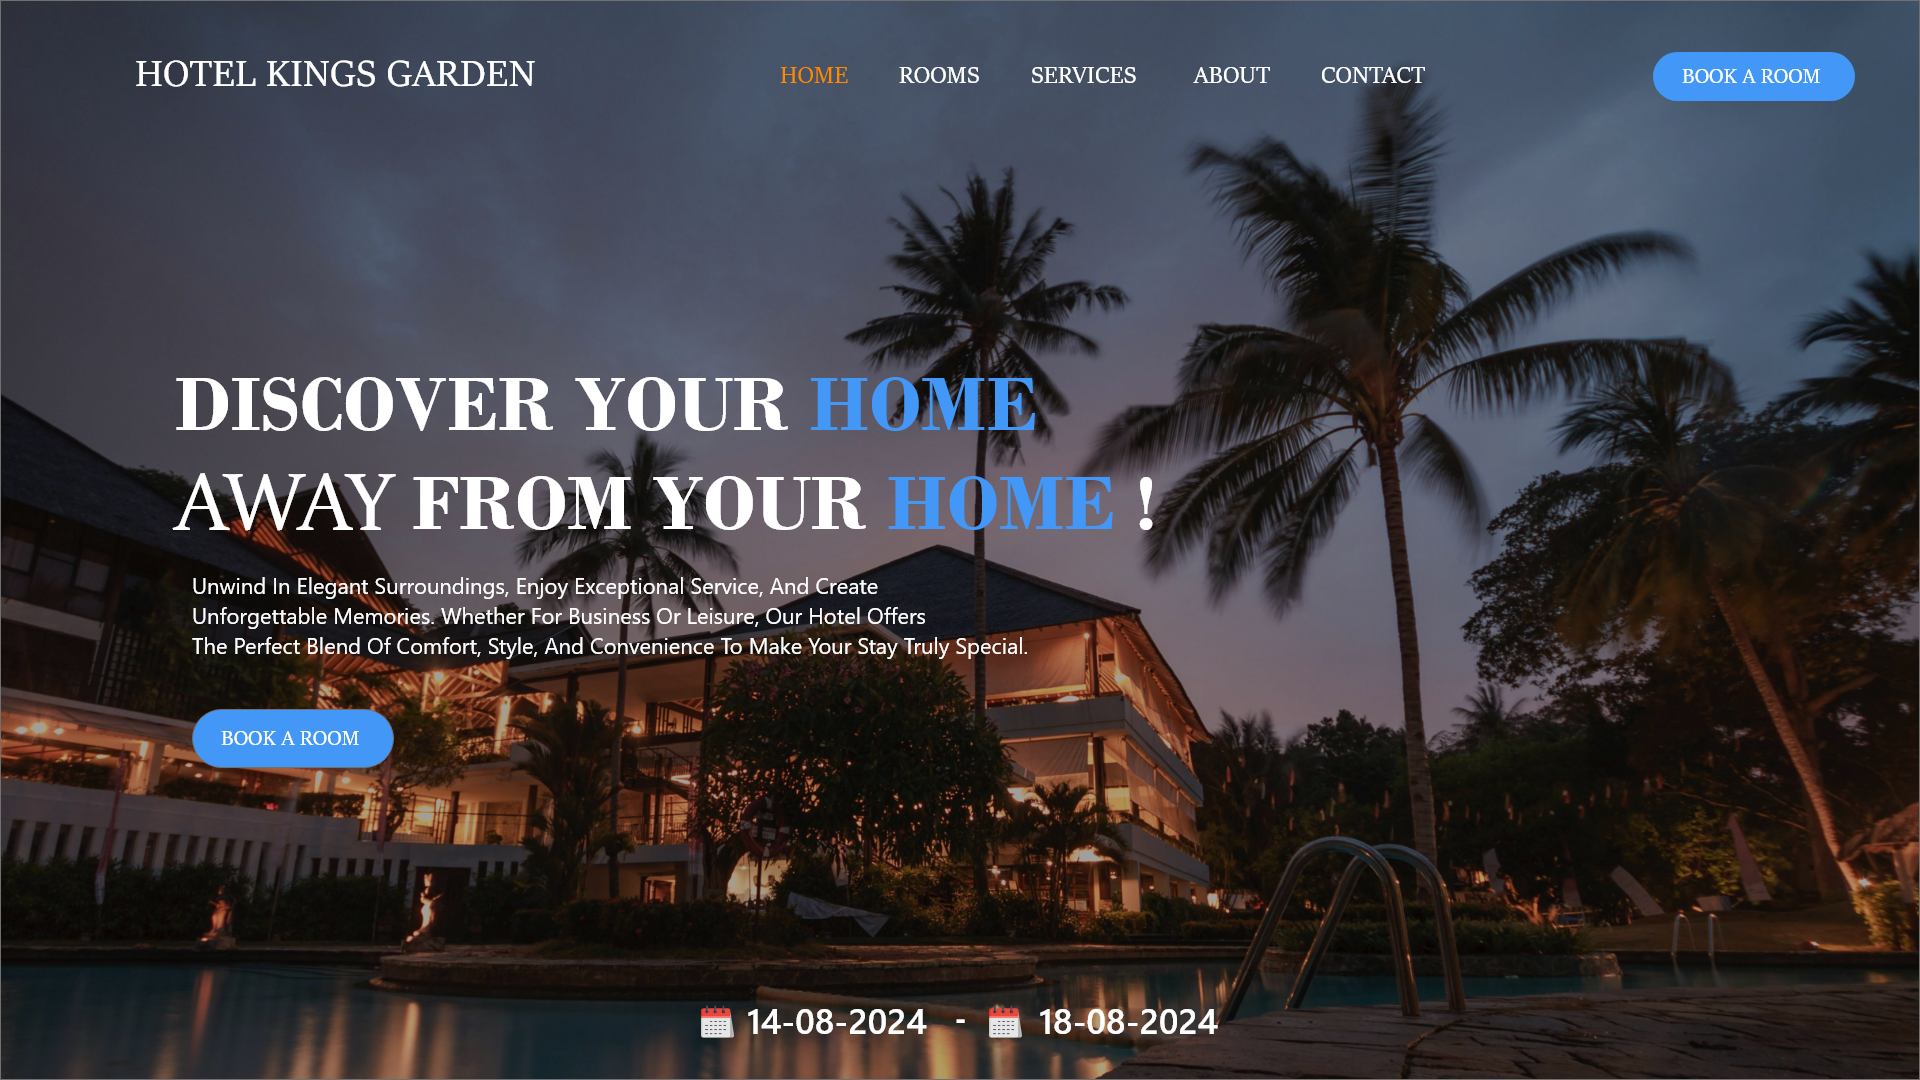 HOTEL KINGS GARDEN
HOME ROOMS SERVICES ABOUT CONTACT
BOOK A ROOM
DISCOVER YOUR HOME
AWAY FROM YOUR HOME !
Unwind In Elegant Surroundings, Enjoy Exceptional Service, And Create
Unforgettable Memories. Whether For Business Or Leisure, Our Hotel Offers
The Perfect Blend Of Comfort, Style, And Convenience To Make Your Stay Truly Special.
BOOK A ROOM
14-08-2024 - 18-08-2024